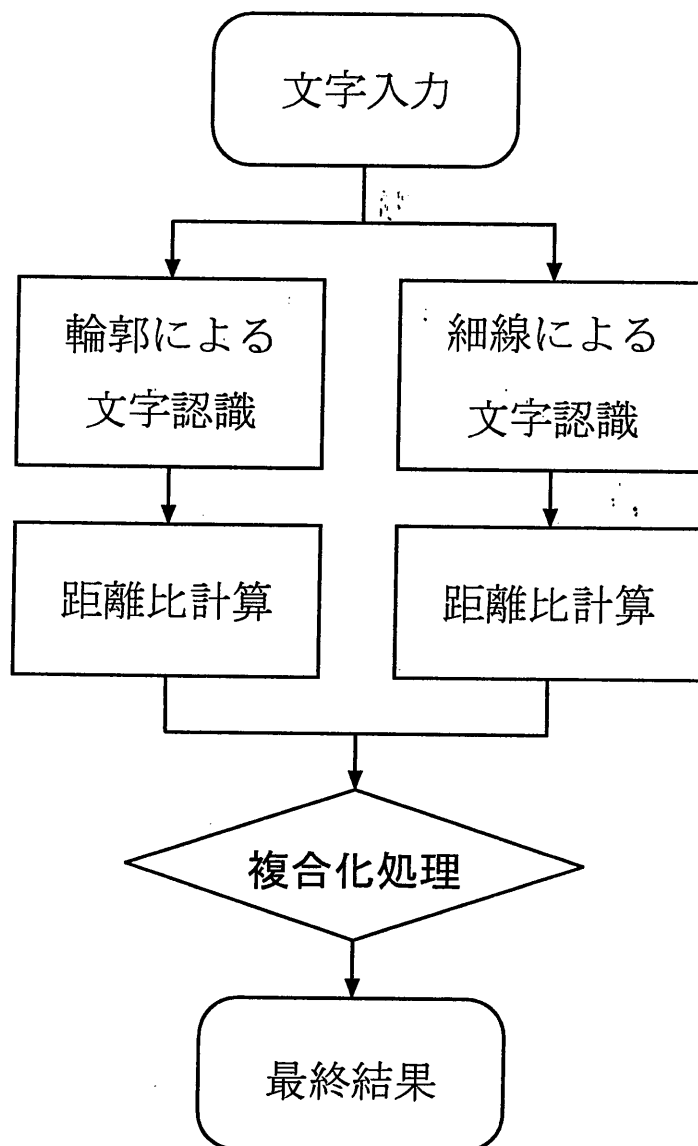 文字入力
輪郭による
文字認識
細線による
文字認識
距離比計算
距離比計算
複合化処理
最終結果